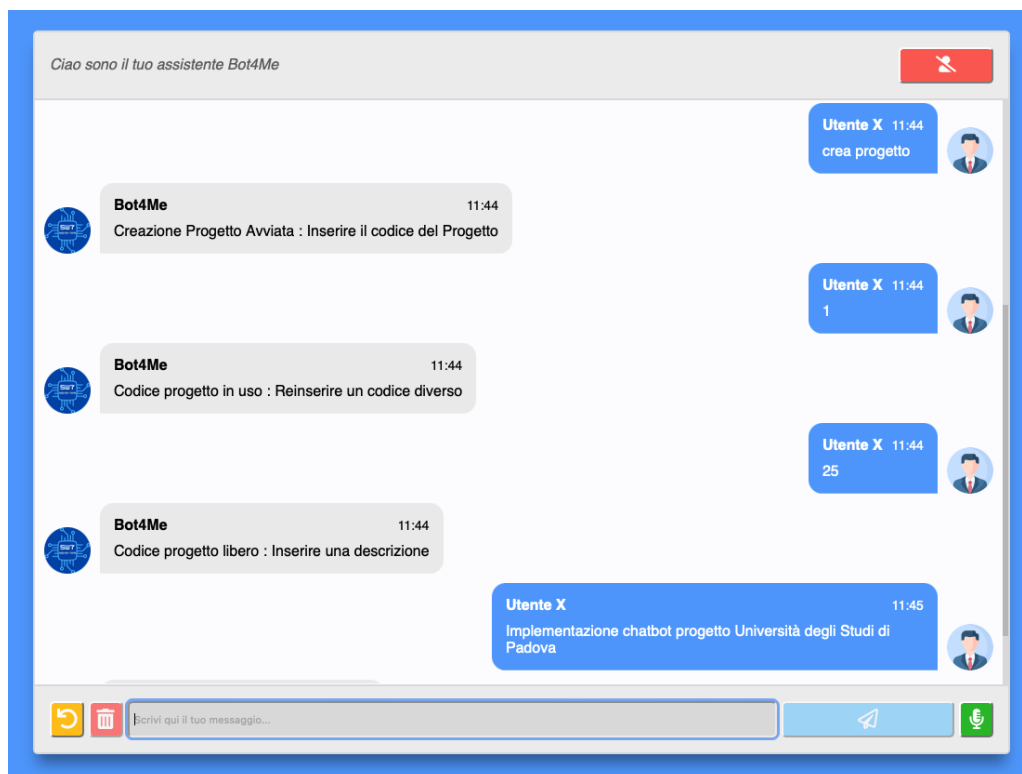 Ciao sono il tuo assistente Bot4Me
Utente X 11:44
crea progetto
Bot4Me 11:44
Creazione Progetto Avviata : Inserire il codice del Progetto
Utente X 11:44
1
Bot4Me 11:44
Codice progetto in uso : Reinserire un codice diverso
Utente X 11:44
25
Bot4Me 11:44
Codice progetto libero : Inserire una descrizione
Utente X 11:45
Implementazione chatbot progetto Università degli Studi di
Padova
Scrivi qui il tuo messaggio...